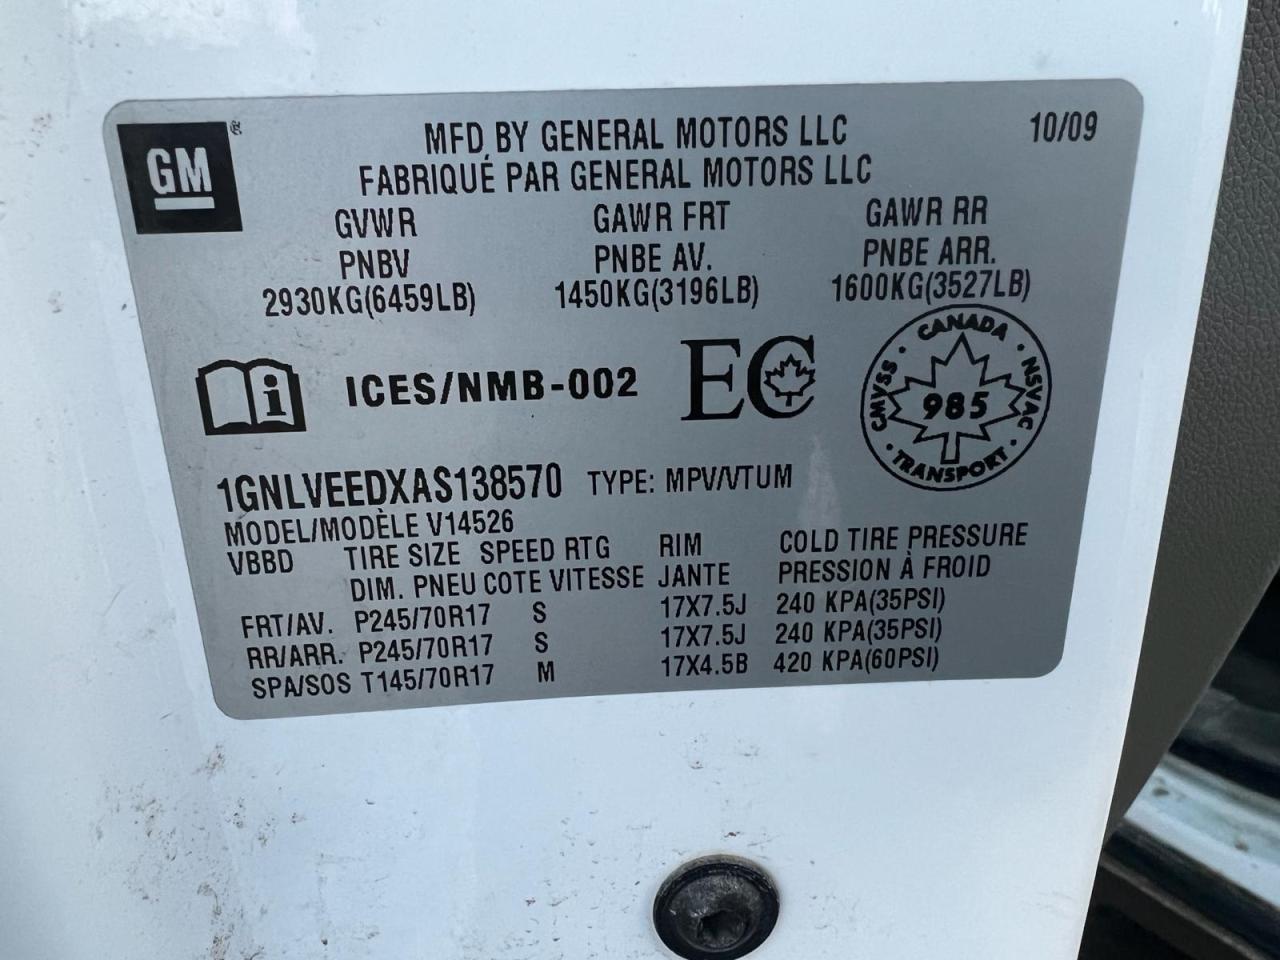 GM ®
MFD BY GENERAL MOTORS LLC 10/09
FABRIQUÉ PAR GENERAL MOTORS LLC
GVWR GAWR FRT GAWR RR
PNBV PNBE AV. PNBE ARR.
2930KG(6459LB) 1450KG(3196LB) 1600KG(3527LB)
i ICES/NMB-002 EC
CANADA
CMVSS · NSVAC
985
· TRANSPORT ·
1GNLVEEDXAS138570 TYPE: MPV/VTUM
MODEL/MODÈLE V14526
VBBD TIRE SIZE SPEED RTG RIM COLD TIRE PRESSURE
DIM. PNEU COTE VITESSE JANTE PRESSION À FROID
FRT/AV. P245/70R17 S 17X7.5J 240 KPA(35PSI)
RR/ARR. P245/70R17 S 17X7.5J 240 KPA(35PSI)
SPA/SOS T145/70R17 M 17X4.5B 420 KPA(60PSI)